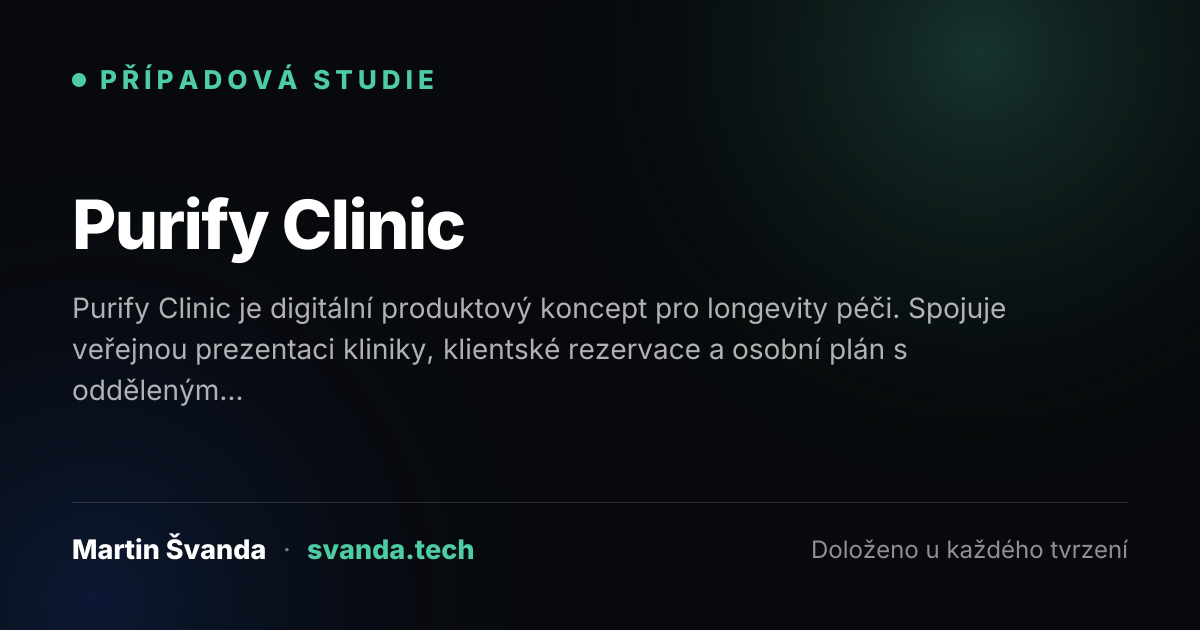 PŘÍPADOVÁ STUDIE
Purify Clinic
Purify Clinic je digitální produktový koncept pro longevity péči. Spojuje
veřejnou prezentaci kliniky, klientské rezervace a osobní plán s
odděleným...
Martin Švanda · svanda.tech
Doloženo u každého tvrzení